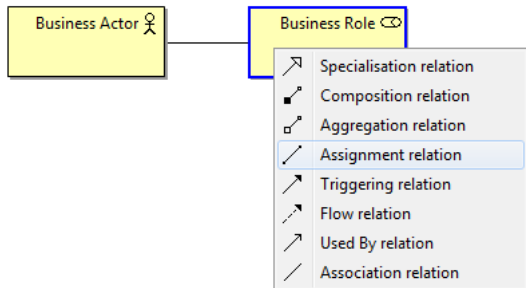 Business Actor
Business Role
Specialisation relation
Composition relation
Aggregation relation
Assignment relation
Triggering relation
Flow relation
Used By relation
Association relation